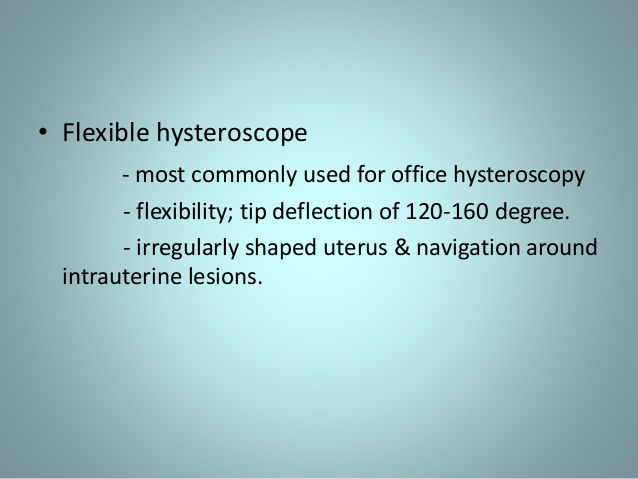 • Flexible hysteroscope
- most commonly used for office hysteroscopy
- flexibility; tip deflection of 120-160 degree.
- irregularly shaped uterus & navigation around
intrauterine lesions.